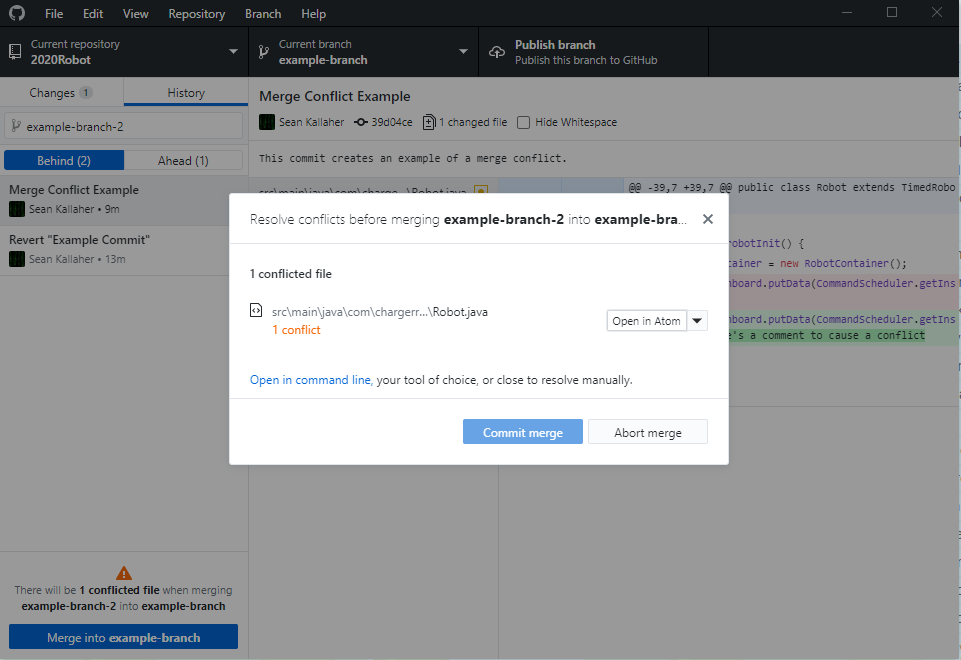 File Edit View Repository Branch Help
Current repository
2020Robot
Current branch
example-branch
Publish branch
Publish this branch to GitHub
Changes 1 History
example-branch-2
Behind (2) Ahead (1)
Merge Conflict Example
Sean Kallaher • 9m
Revert "Example Commit"
Sean Kallaher • 13m
There will be 1 conflicted file when merging
example-branch-2 into example-branch
Merge into example-branch
Merge Conflict Example
Sean Kallaher 39d04ce 1 changed file Hide Whitespace
This commit creates an example of a merge conflict.
src\main\java\com\charge...\Robot.java
@@ -39,7 +39,7 @@ public class Robot extends TimedRobo
robotInit() {
tainer = new RobotContainer();
board.putData(CommandScheduler.getIns
board.putData(CommandScheduler.getIns
's a comment to cause a conflict
Resolve conflicts before merging example-branch-2 into example-bra...
1 conflicted file
src\main\java\com\chargerr...\Robot.java
1 conflict
Open in Atom
Open in command line, your tool of choice, or close to resolve manually.
Commit merge Abort merge